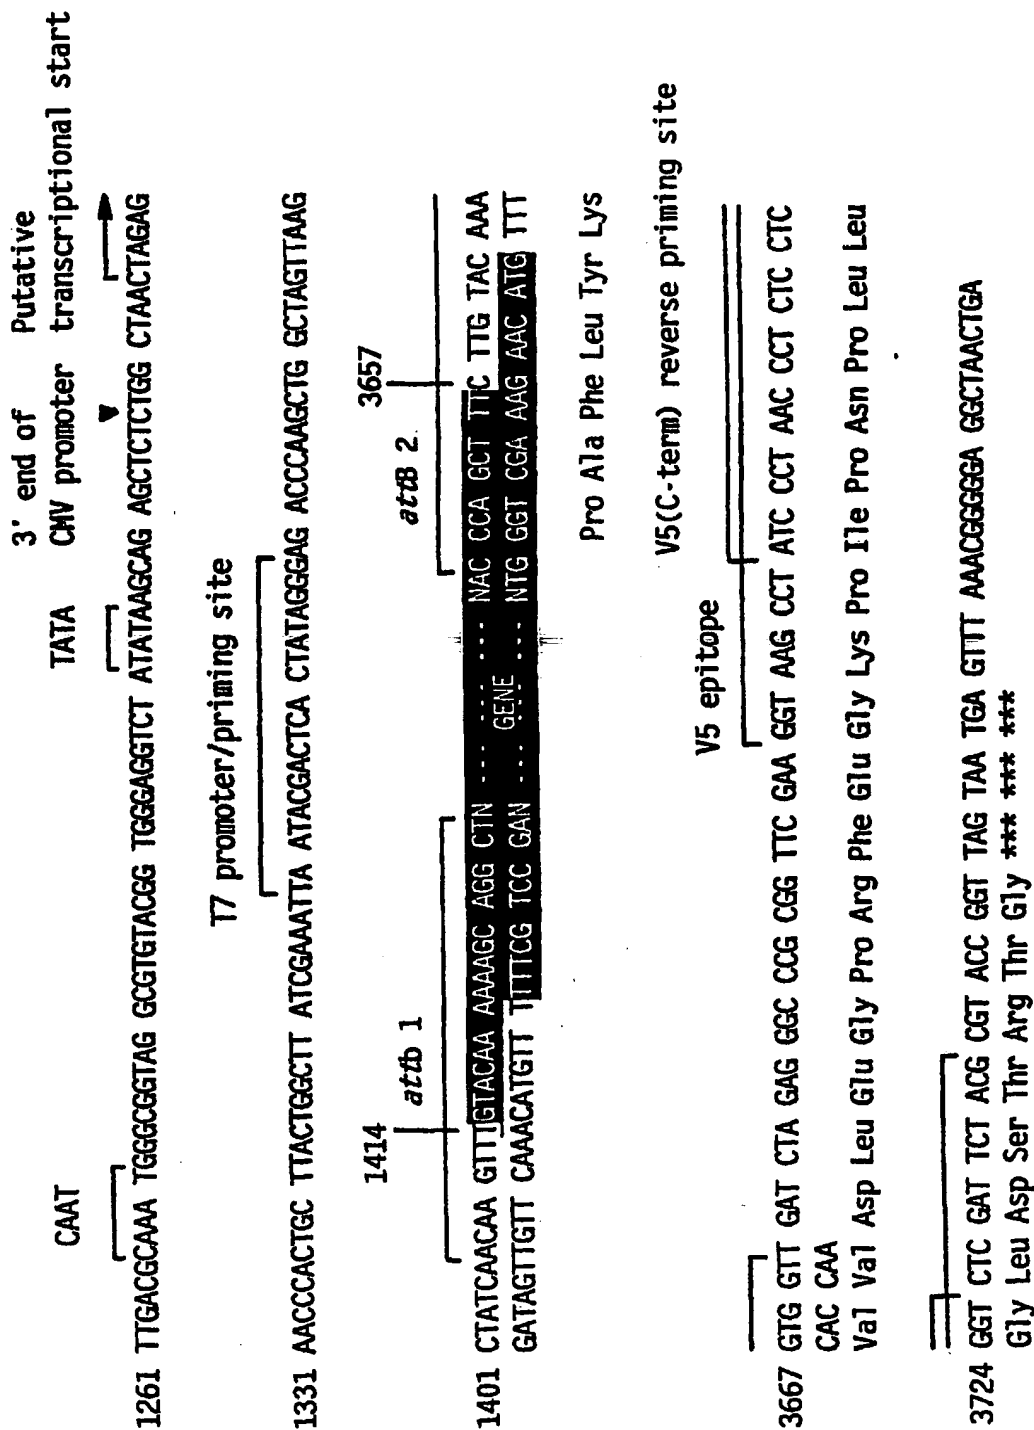 3' end of Putative
CAAT TATA CMV promoter transcriptional start
1261 TTGACGCAAA TGGGCGGTAG GCGTGTACGG TGGGAGGTCT ATATAAGCAG AGCTCTCTGG CTAACTAGAG
T7 promoter/priming site
1331 AACCCACTGC TTACTGGCTT ATCGAAATTA ATACGACTCA CTATAGGGAG ACCCAAGCTG GCTAGTTAAG
1414 3657
attb 1 attB 2
1401 CTATCAACAA GTTTGTACAA AAAAGC AGG CTN --- ---- --- NAC CCA GCT TTC TTG TAC AAA
GENE
GATAGTTGTT CAAACATGTT TTTTCG TCC GAN --- ---- --- NTG GGT CGA AAG AAC ATG TTT
Pro Ala Phe Leu Tyr Lys
V5(C-term) reverse priming site
V5 epitope
3667 GTG GTT GAT CTA GAG GGC CCG CGG TTC GAA GGT AAG CCT ATC CCT AAC CCT CTC CTC
CAC CAA
Val Val Asp Leu Glu Gly Pro Arg Phe Glu Gly Lys Pro Ile Pro Asn Pro Leu Leu
3724 GGT CTC GAT TCT ACG CGT ACC GGT TAG TAA TGA GTTT AAACGGGGGA GGCTAACTGA
Gly Leu Asp Ser Thr Arg Thr Gly *** *** ***